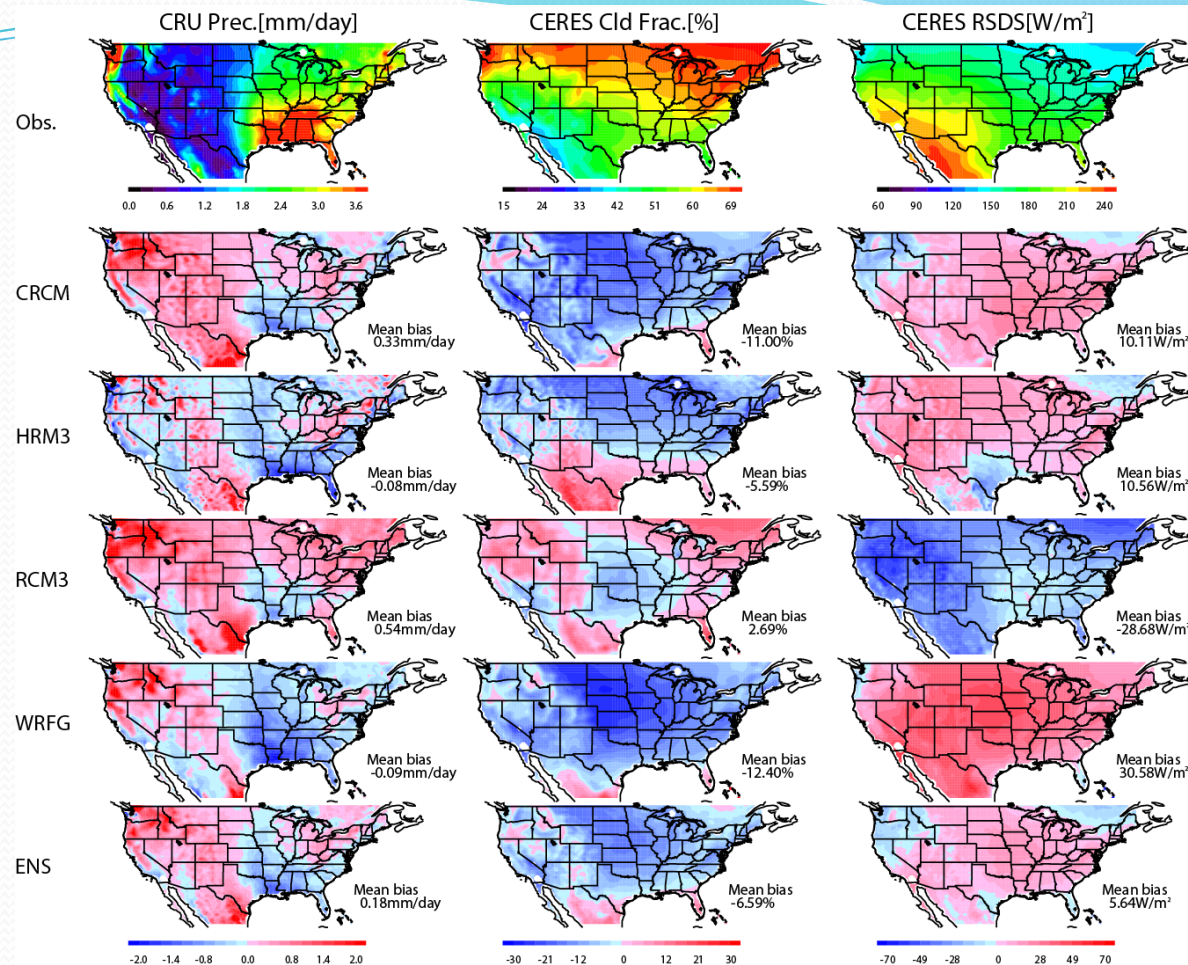 CRU Prec.[mm/day] CERES Cld Frac.[%] CERES RSDS[W/m²]
Obs.
0.0 0.6 1.2 1.8 2.4 3.0 3.6 15 24 33 42 51 60 69 60 90 120 150 180 210 240
CRCM
Mean bias Mean bias Mean bias
0.33mm/day -11.00% 10.11W/m²
HRM3
Mean bias Mean bias Mean bias
-0.08mm/day -5.59% 10.56W/m²
RCM3
Mean bias Mean bias Mean bias
0.54mm/day 2.69% -28.68W/m²
WRFG
Mean bias Mean bias Mean bias
-0.09mm/day -12.40% 30.58W/m²
ENS
Mean bias Mean bias Mean bias
0.18mm/day -6.59% 5.64W/m²
-2.0 -1.4 -0.8 0.0 0.8 1.4 2.0 -30 -21 -12 0 12 21 30 -70 -49 -28 0 28 49 70